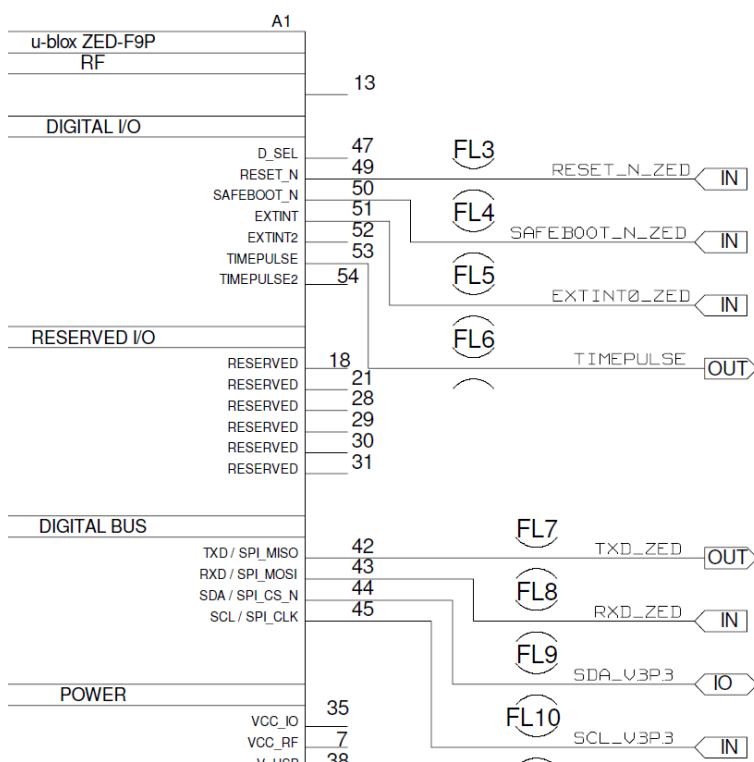 A1
u-blox ZED-F9P
RF
13
DIGITAL I/O
D_SEL 47 FL3
RESET_N 49 RESET_N_ZED IN
SAFEBOOT_N 50 FL4
EXTINT 51 SAFEBOOT_N_ZED IN
EXTINT2 52
TIMEPULSE 53 FL5
TIMEPULSE2 54
EXTINT0_ZED IN
RESERVED I/O FL6
RESERVED 18 TIMEPULSE OUT
RESERVED 21
RESERVED 28
RESERVED 29
RESERVED 30
RESERVED 31
DIGITAL BUS FL7
TXD / SPI_MISO 42 TXD_ZED OUT
RXD / SPI_MOSI 43
SDA / SPI_CS_N 44 FL8
SCL / SPI_CLK 45 RXD_ZED IN
FL9
SDA_V3P3 IO
POWER
VCC_IO 35 FL10
VCC_RF 7 SCL_V3P3 IN
V_USB 38